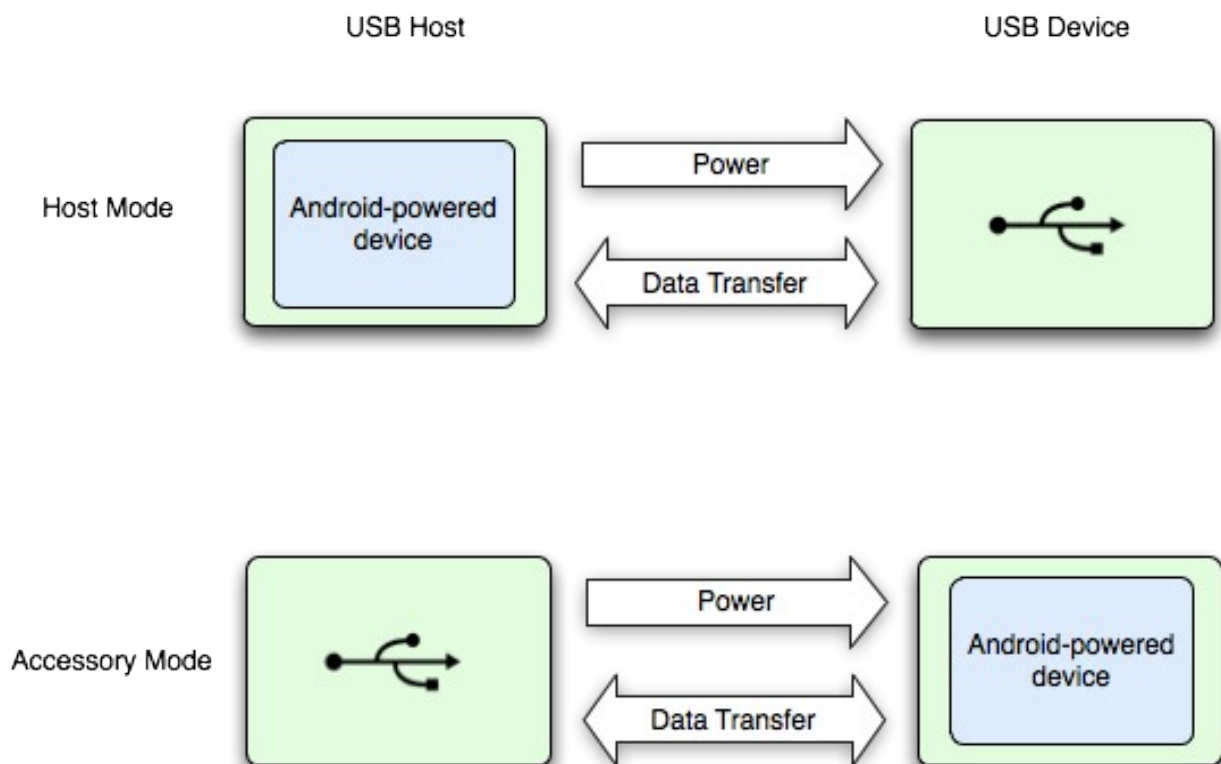 USB Host
USB Device
Host Mode
Android-powered
device
Power
Data Transfer
Accessory Mode
Power
Data Transfer
Android-powered
device